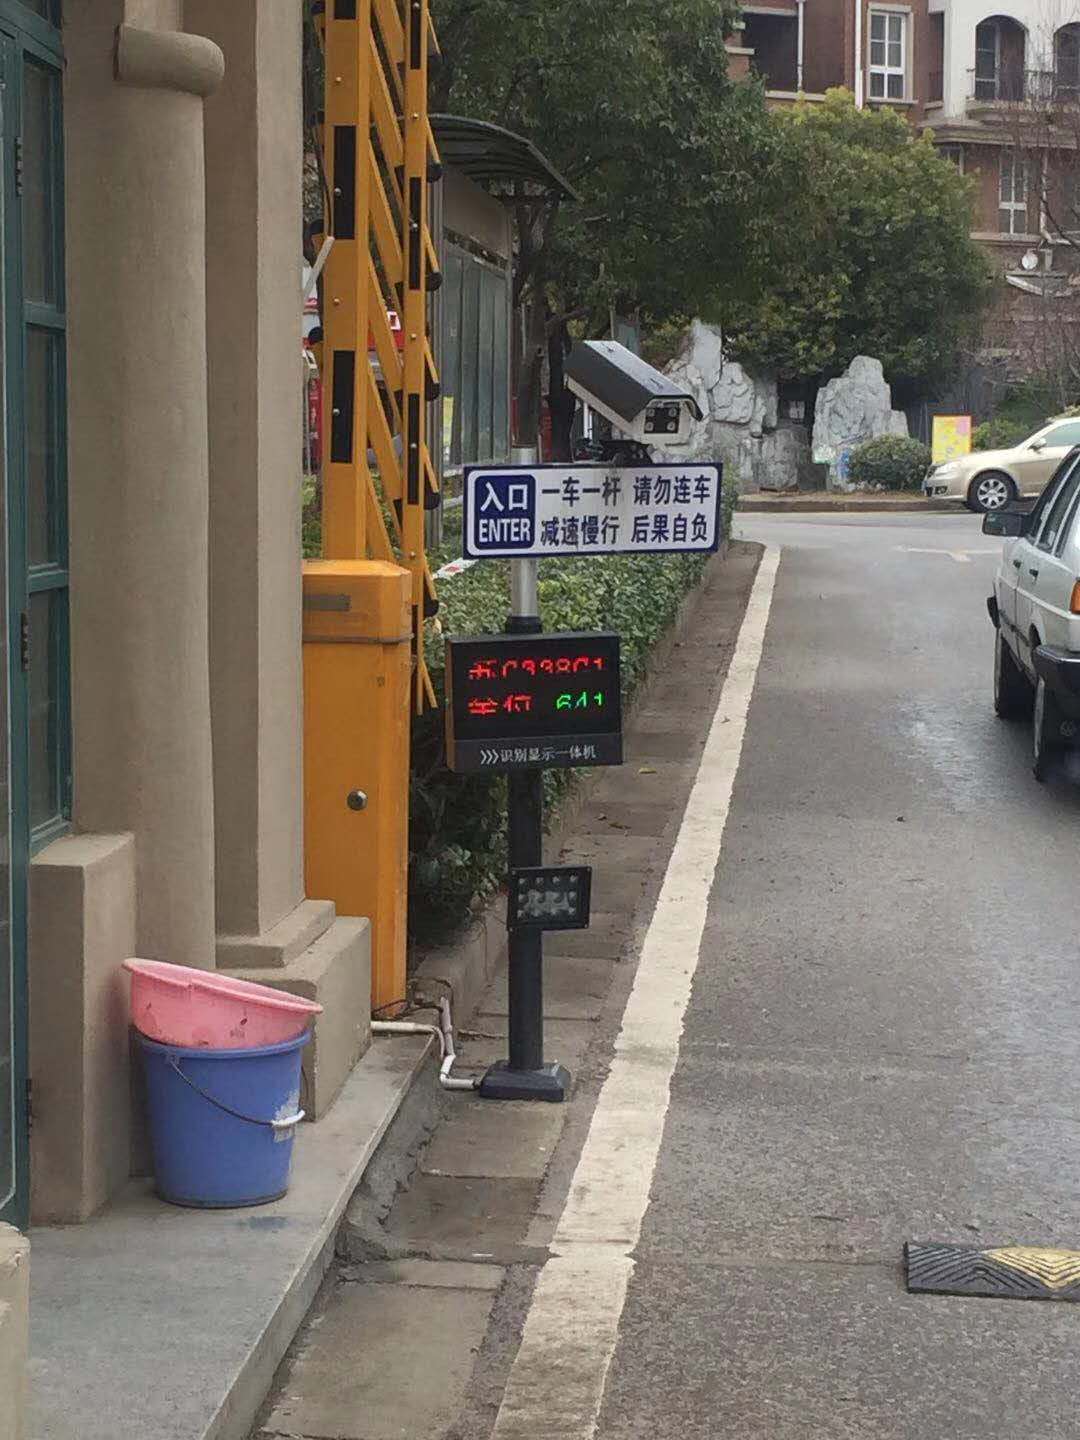 入口
ENTER
一车一杆 请勿连车
减速慢行 后果自负
641
>>>识别显示一体机